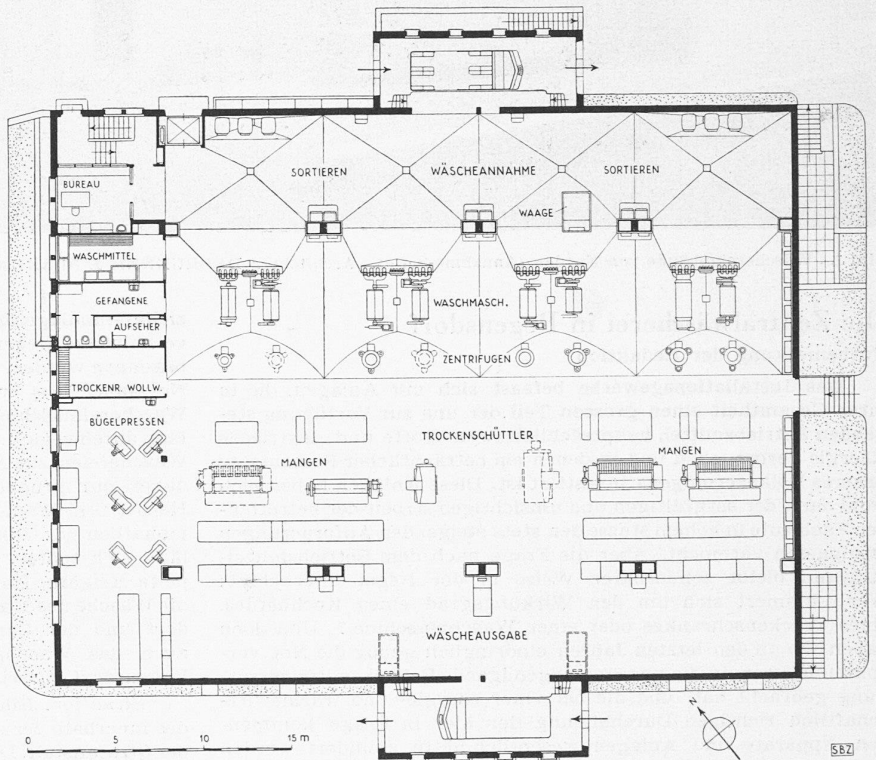 BUREAU
SORTIEREN
WÄSCHEANNAHME
SORTIEREN
WAAGE
WASCHMITTEL
GEFANGENE
AUFSEHER
WASCHMASCH.
ZENTRIFUGEN
TROCKENR. WOLLW.
BÜGELPRESSEN
MANGEN
TROCKENSCHÜTTLER
MANGEN
WÄSCHEAUSGABE
0 5 10 15 m
N
SBZ